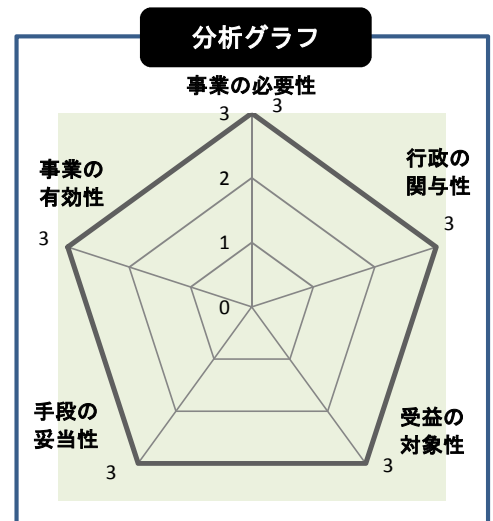 分析グラフ
事業の必要性
3
3
行政の
関与性
3
事業の
有効性
3
2
1
0
手段の
妥当性
3
受益の
対象性
3